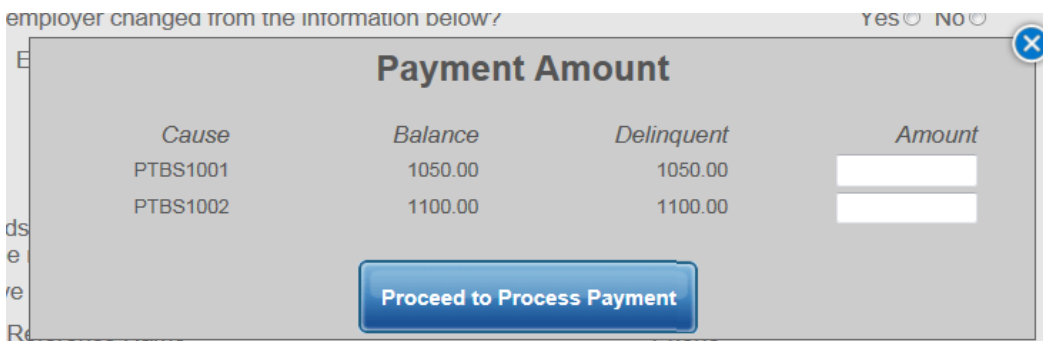 employer changed from the information below? Yes No
Payment Amount
Cause Balance Delinquent Amount
PTBS1001 1050.00 1050.00
PTBS1002 1100.00 1100.00
ds
Proceed to Process Payment